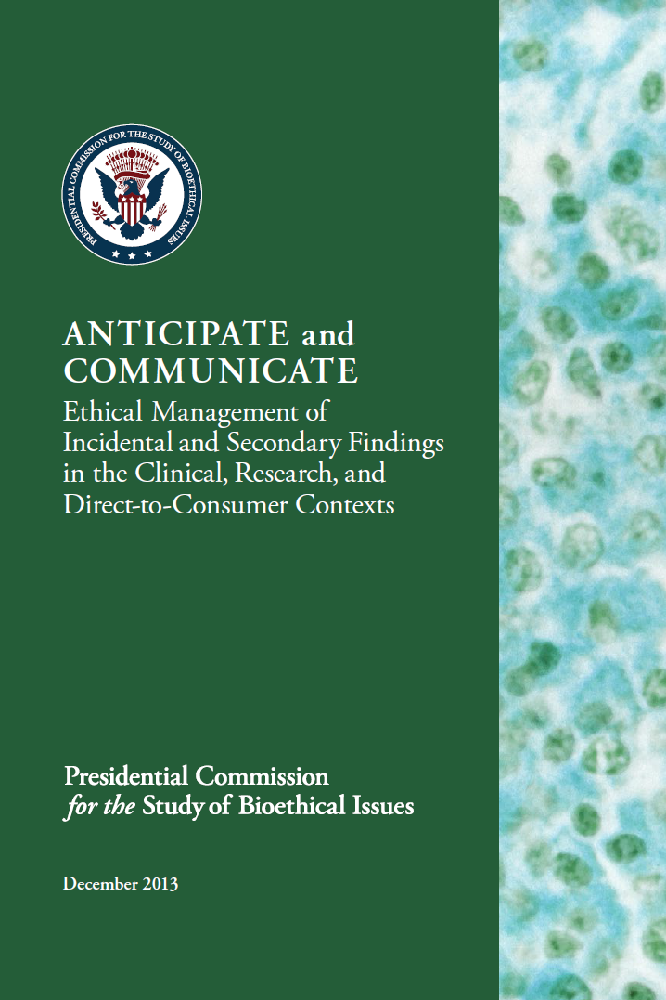 PRESIDENTIAL COMMISSION FOR THE STUDY OF BIOETHICAL ISSUES
ANTICIPATE and
COMMUNICATE
Ethical Management of
Incidental and Secondary Findings
in the Clinical, Research, and
Direct-to-Consumer Contexts
Presidential Commission
for the Study of Bioethical Issues
December 2013